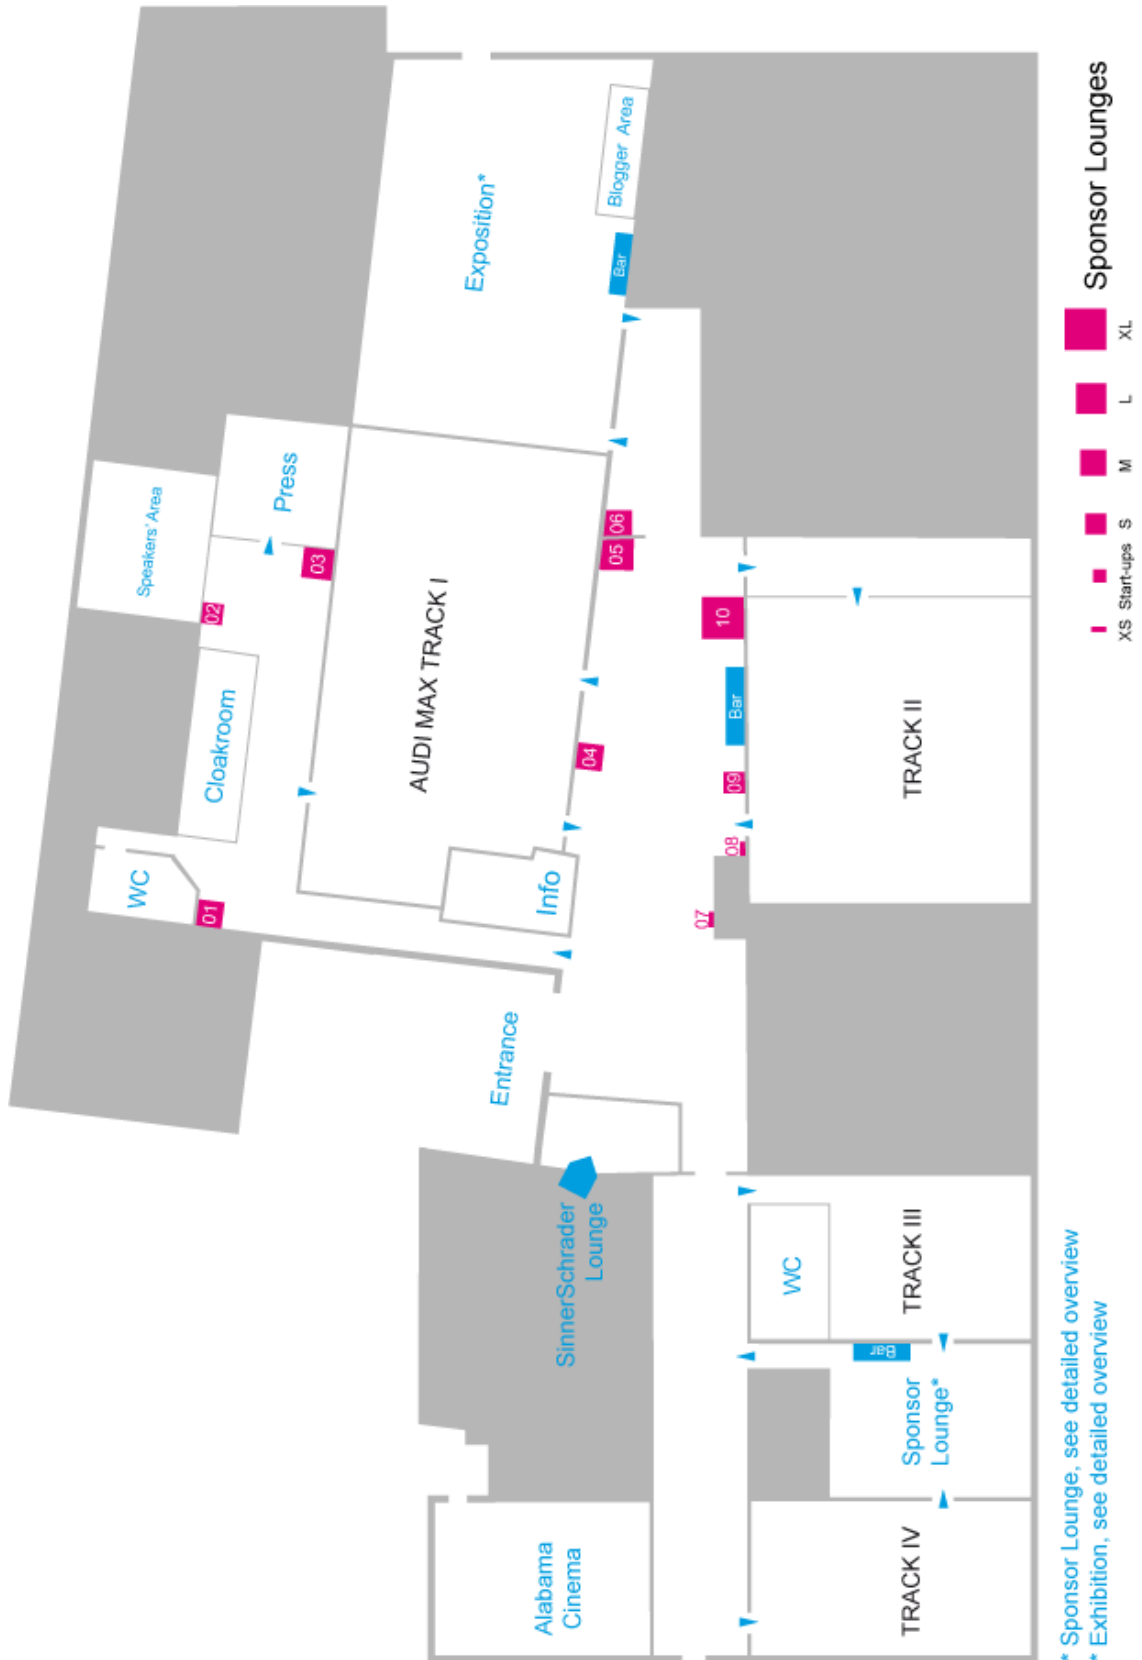 Exposition*
Blogger Area
Bar
Speakers' Area
Press
02
03
Cloakroom
AUDI MAX TRACK I
06
05
04
WC
01
Info
10
Bar
09
08
07
TRACK II
Entrance
SinnerSchrader
Lounge
WC
TRACK III
Bar
Sponsor
Lounge*
Alabama
Cinema
TRACK IV
Sponsor Lounges
XS
Start-ups
S
M
L
XL
* Sponsor Lounge, see detailed overview
* Exhibition, see detailed overview